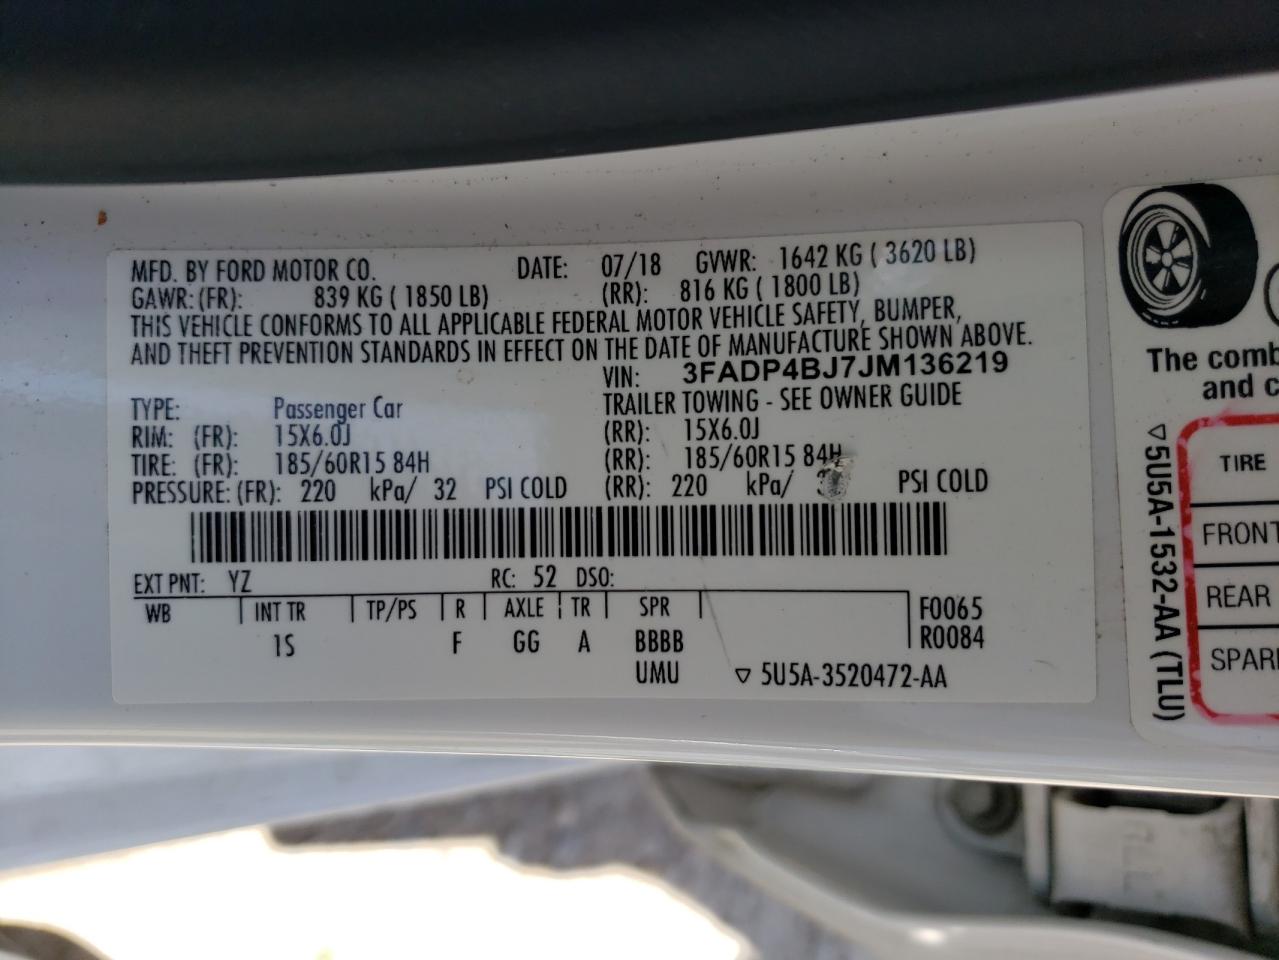 MFD. BY FORD MOTOR CO. DATE: 07/18 GVWR: 1642 KG ( 3620 LB)
GAWR: (FR): 839 KG ( 1850 LB) (RR): 816 KG ( 1800 LB)
THIS VEHICLE CONFORMS TO ALL APPLICABLE FEDERAL MOTOR VEHICLE SAFETY, BUMPER,
AND THEFT PREVENTION STANDARDS IN EFFECT ON THE DATE OF MANUFACTURE SHOWN ABOVE.
VIN: 3FADP4BJ7JM136219
TYPE: Passenger Car TRAILER TOWING - SEE OWNER GUIDE
RIM: (FR): 15X6.0J (RR): 15X6.0J
TIRE: (FR): 185/60R15 84H (RR): 185/60R15 84H
PRESSURE: (FR): 220 kPa/ 32 PSI COLD (RR): 220 kPa/ PSI COLD
EXT PNT: YZ RC: 52 DSO:
WB INT TR TP/PS R AXLE TR SPR F0065
1S F GG A BBBB R0084
UMU ▽ 5U5A-3520472-AA
The comb
and c
▽ 5U5A-1532-AA (TLU)
TIRE
FRONT
REAR
SPAR